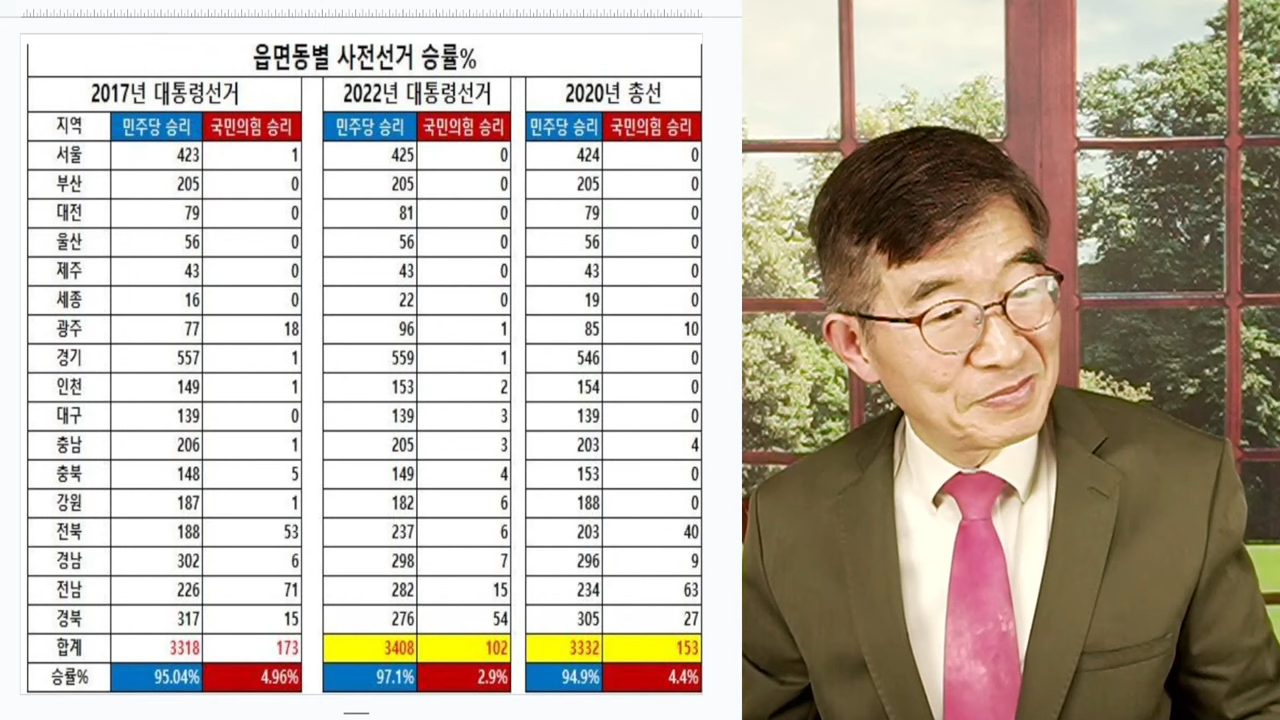 읍면동별 사전선거 승률%
2017년 대통령선거 2022년 대통령선거 2020년 총선
지역 민주당 승리 국민의힘 승리 민주당 승리 국민의힘 승리 민주당 승리 국민의힘 승리
서울 423 1 425 0 424 0
부산 205 0 205 0 205 0
대전 79 0 81 0 79 0
울산 56 0 56 0 56 0
제주 43 0 43 0 43 0
세종 16 0 22 0 19 0
광주 77 18 96 1 85 10
경기 557 1 559 1 546 0
인천 149 1 153 2 154 0
대구 139 0 139 3 139 0
충남 206 1 205 3 203 4
충북 148 5 149 4 153 0
강원 187 1 182 6 188 0
전북 188 53 237 6 203 40
경남 302 6 298 7 296 9
전남 226 71 282 15 234 63
경북 317 15 276 54 305 27
합계 3318 173 3408 102 3332 153
승률% 95.04% 4.96% 97.1% 2.9% 94.9% 4.4%